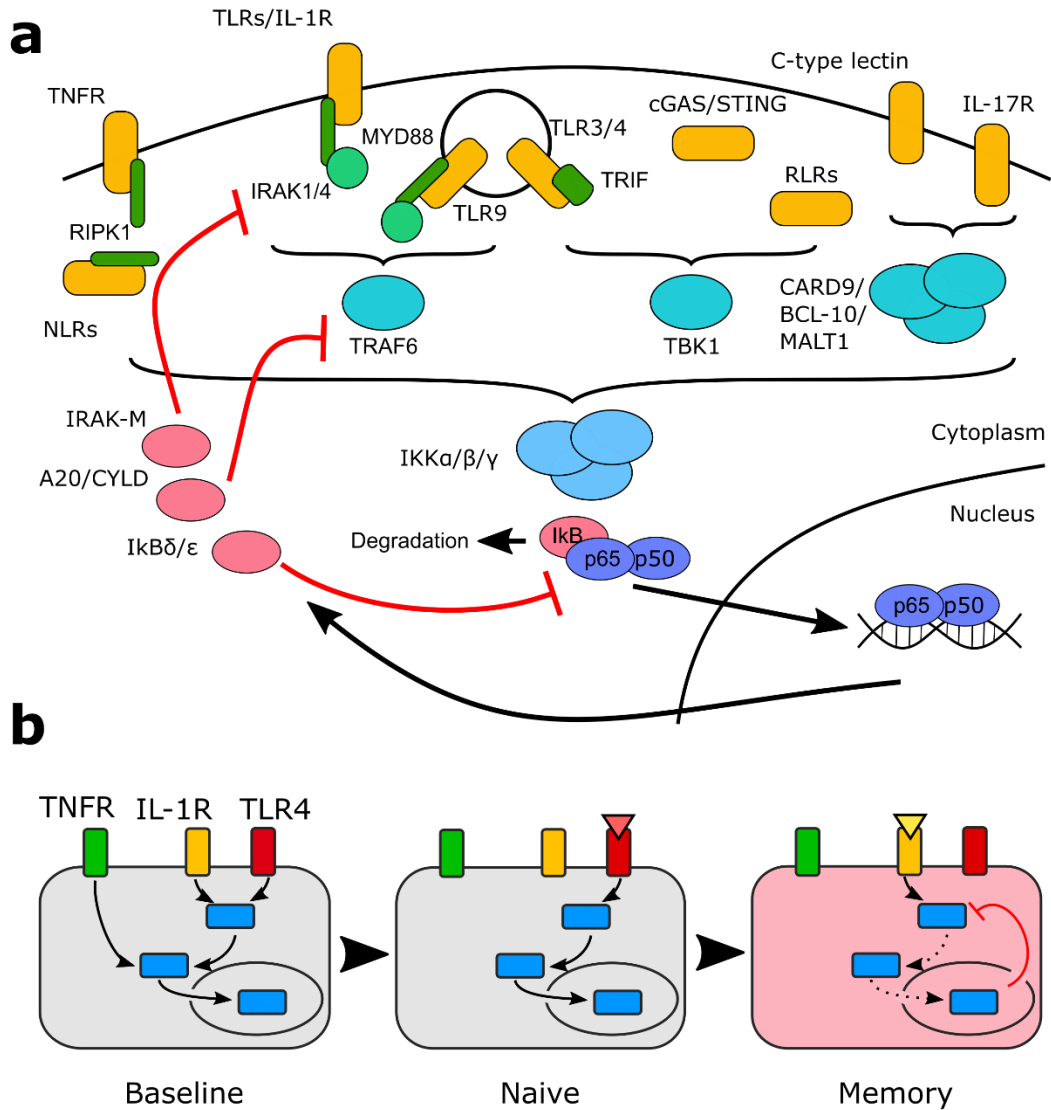 a
TLRs/IL-1R
TNFR
C-type lectin
cGAS/STING
IL-17R
MYD88
TLR3/4
IRAK1/4
TRIF
RLRs
TLR9
RIPK1
NLRs
TRAF6
TBK1
CARD9/
BCL-10/
MALT1
IRAK-M
A20/CYLD
IkBδ/ε
IKKα/β/γ
Cytoplasm
Nucleus
Degradation
IkB
p65
p50
p65
p50
b
TNFR
IL-1R
TLR4
Baseline
Naive
Memory